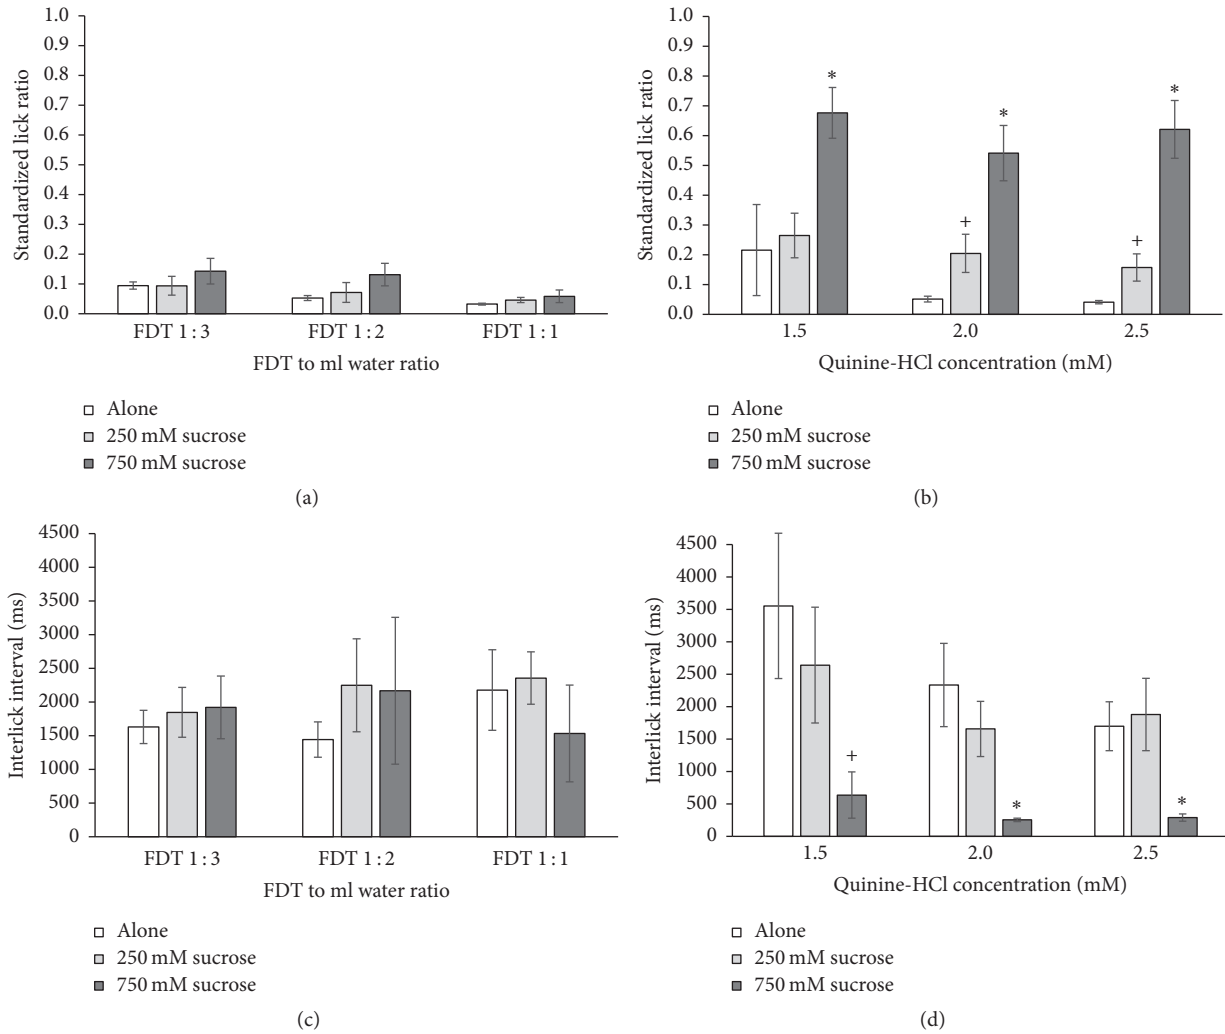 1.0
0.9
0.8
0.7
0.6
0.5
0.4
0.3
0.2
0.1
0.0
Standardized lick ratio
FDT 1 : 3 FDT 1 : 2 FDT 1 : 1
FDT to ml water ratio
Alone
250 mM sucrose
750 mM sucrose
(a)
1.0
0.9
0.8
0.7
0.6
0.5
0.4
0.3
0.2
0.1
0.0
Standardized lick ratio
*
*
*
+
+
1.5 2.0 2.5
Quinine-HCl concentration (mM)
Alone
250 mM sucrose
750 mM sucrose
(b)
4500
4000
3500
3000
2500
2000
1500
1000
500
0
Interlick interval (ms)
FDT 1 : 3 FDT 1 : 2 FDT 1 : 1
FDT to ml water ratio
Alone
250 mM sucrose
750 mM sucrose
(c)
4500
4000
3500
3000
2500
2000
1500
1000
500
0
Interlick interval (ms)
+
*
*
1.5 2.0 2.5
Quinine-HCl concentration (mM)
Alone
250 mM sucrose
750 mM sucrose
(d)